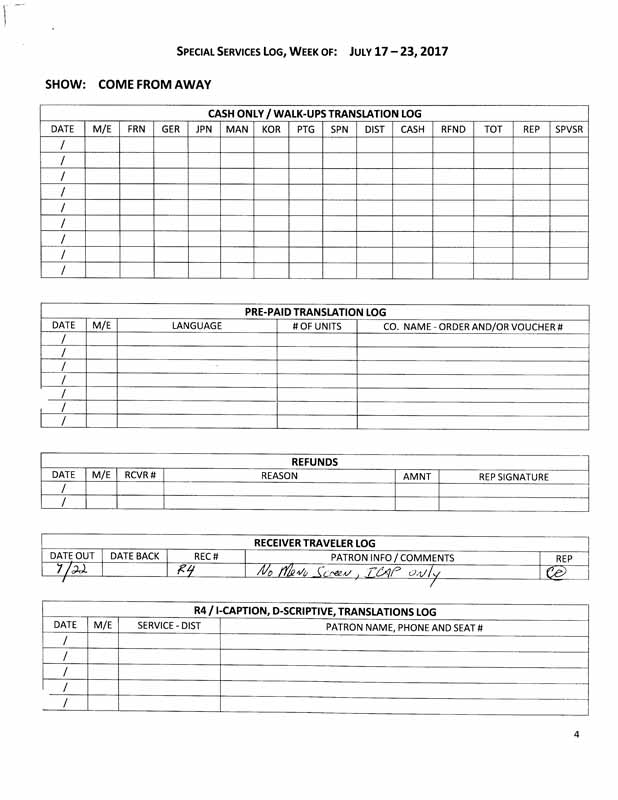 SPECIAL SERVICES LOG, WEEK OF: JULY 17 – 23, 2017
SHOW: COME FROM AWAY
CASH ONLY / WALK-UPS TRANSLATION LOG
DATE M/E FRN GER JPN MAN KOR PTG SPN DIST CASH RFND TOT REP SPVSR
/
/
/
/
/
/
/
/
/
PRE-PAID TRANSLATION LOG
DATE M/E LANGUAGE # OF UNITS CO. NAME - ORDER AND/OR VOUCHER #
/
/
/
/
/
/
/
REFUNDS
DATE M/E RCVR # REASON AMNT REP SIGNATURE
/
/
RECEIVER TRAVELER LOG
DATE OUT DATE BACK REC # PATRON INFO / COMMENTS REP
7/22 R4 No Menu Screen, ICAP only CE
R4 / I-CAPTION, D-SCRIPTIVE, TRANSLATIONS LOG
DATE M/E SERVICE - DIST PATRON NAME, PHONE AND SEAT #
/
/
/
/
/
4